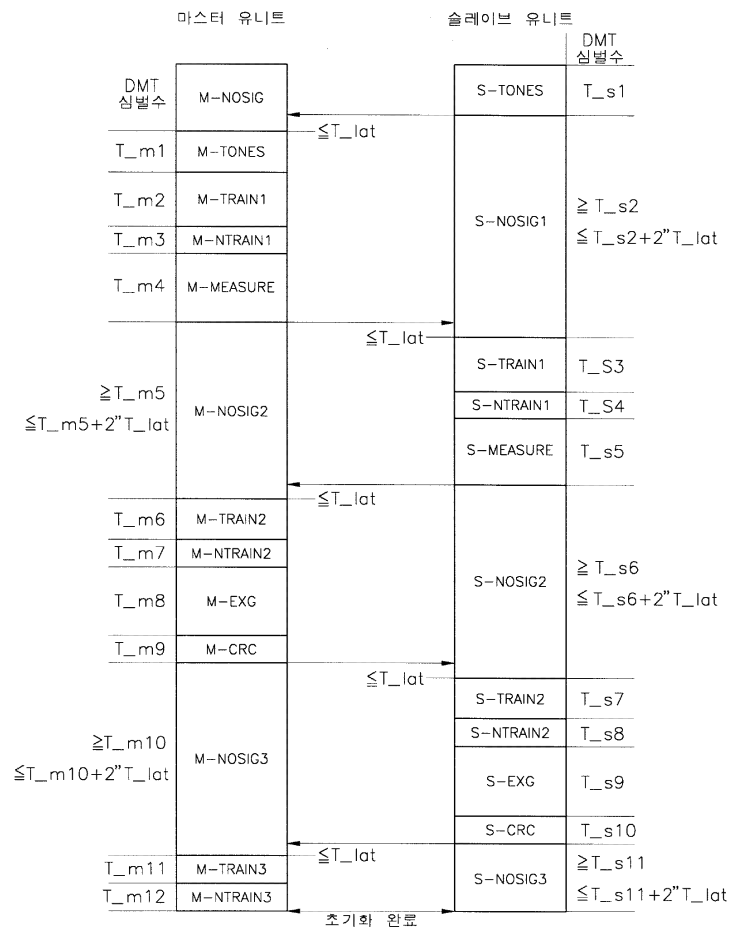 마스터 유니트
슬레이브 유니트
DMT
심벌수
DMT
심벌수
M-NOSIG
S-TONES
T_s1
≦T_lat
T_m1
M-TONES
T_m2
M-TRAIN1
S-NOSIG1
≧ T_s2
≦ T_s2+2"T_lat
T_m3
M-NTRAIN1
T_m4
M-MEASURE
≦T_lat
S-TRAIN1
T_S3
≧T_m5
≦T_m5+2"T_lat
M-NOSIG2
S-NTRAIN1
T_S4
S-MEASURE
T_s5
≦T_lat
T_m6
M-TRAIN2
T_m7
M-NTRAIN2
S-NOSIG2
≧ T_s6
≦ T_s6+2"T_lat
T_m8
M-EXG
T_m9
M-CRC
≦T_lat
S-TRAIN2
T_s7
S-NTRAIN2
T_s8
≧T_m10
≦T_m10+2"T_lat
M-NOSIG3
S-EXG
T_s9
S-CRC
T_s10
≦T_lat
T_m11
M-TRAIN3
S-NOSIG3
≧T_s11
≦T_s11+2"T_lat
T_m12
M-NTRAIN3
초기화 완료